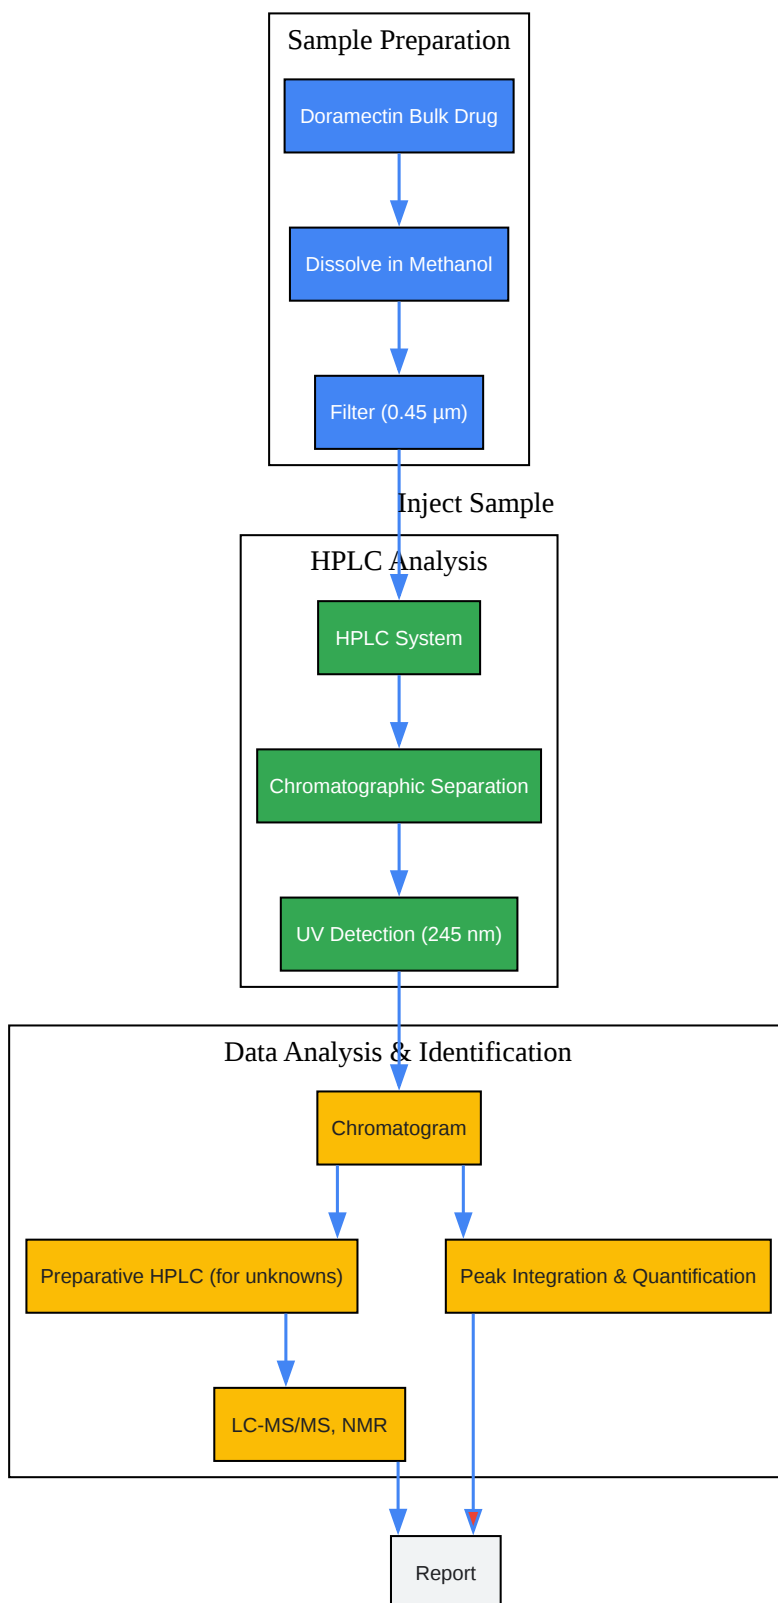 Sample Preparation
Doramectin Bulk Drug
Dissolve in Methanol
Filter (0.45 µm)
Inject Sample
HPLC Analysis
HPLC System
Chromatographic Separation
UV Detection (245 nm)
Data Analysis & Identification
Chromatogram
Preparative HPLC (for unknowns)
Peak Integration & Quantification
LC-MS/MS, NMR
Report